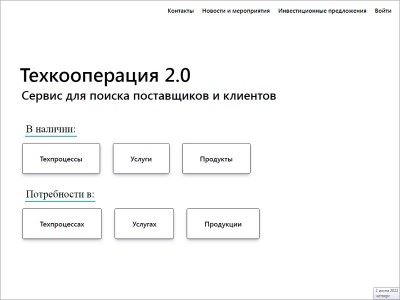 Контакты Новости и мероприятия Инвестиционные предложения Войти
Техкооперация 2.0
Сервис для поиска поставщиков и клиентов
В наличии:
Техпроцессы Услуги Продукты
Потребности в:
Техпроцессах Услугах Продукции
четверг